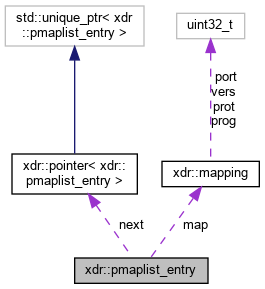 std::unique_ptr< xdr
::pmaplist_entry >
uint32_t
port
vers
prot
prog
xdr::pointer< xdr::
pmaplist_entry >
xdr::mapping
next
map
xdr::pmaplist_entry